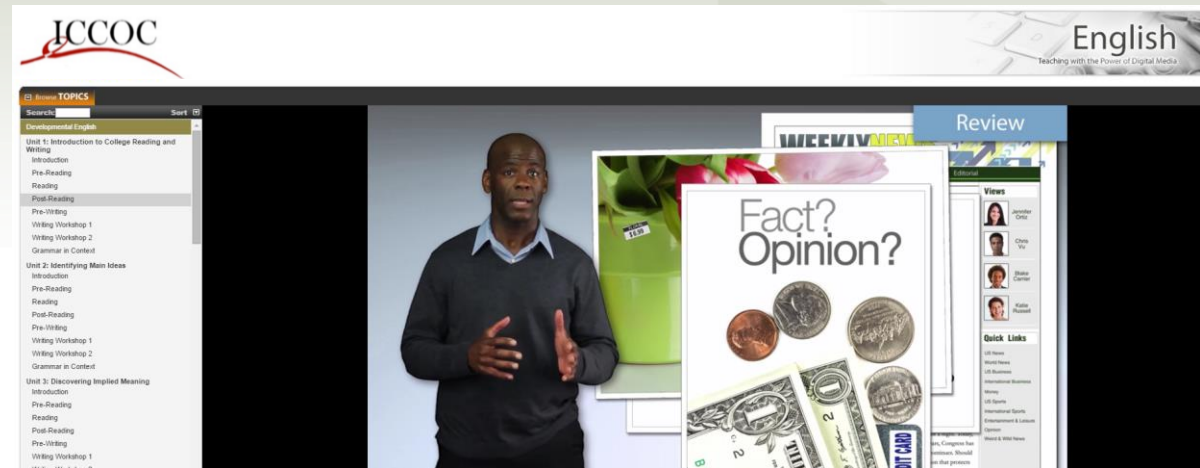 ICCOC
English
Teaching with the Power of Digital Media
Browse TOPICS
Search: Sort
Developmental English
Unit 1: Introduction to College Reading and
Writing
Introduction
Pre-Reading
Reading
Post-Reading
Pre-Writing
Writing Workshop 1
Writing Workshop 2
Grammar in Context
Unit 2: Identifying Main Ideas
Introduction
Pre-Reading
Reading
Post-Reading
Pre-Writing
Writing Workshop 1
Writing Workshop 2
Grammar in Context
Unit 3: Discovering Implied Meaning
Introduction
Pre-Reading
Reading
Post-Reading
Pre-Writing
Writing Workshop 1
Review
WEEKLY NEWS
Editorial
Fact?
Opinion?
Views
Jennifer
Ortiz
Chris
Vu
Blake
Carrier
Katie
Russell
Quick Links
US News
World News
US Business
International Business
Money
US Sports
International Sports
Entertainment & Leisure
Opinion
Weird & Wild News
CARD